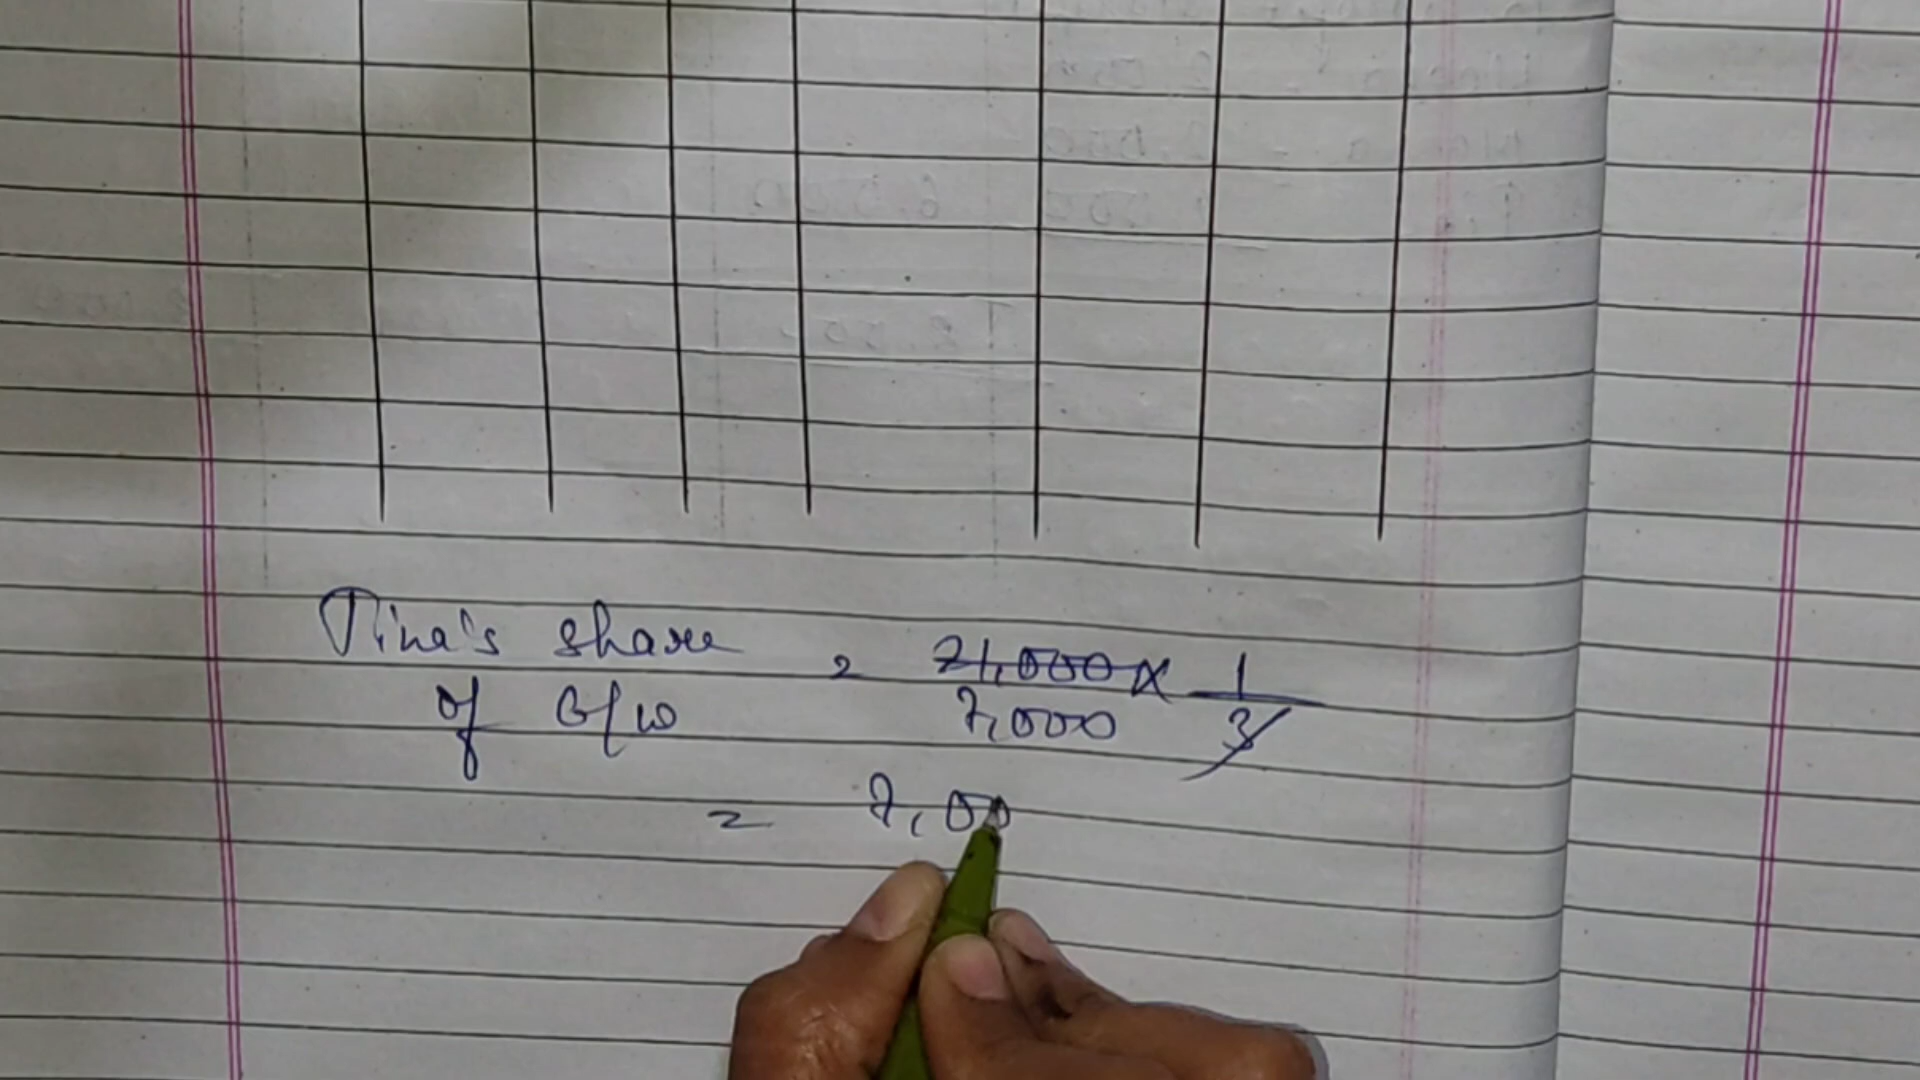 Tina's share = 21,000 x 1/3
of G/w 7,000
= 7,00